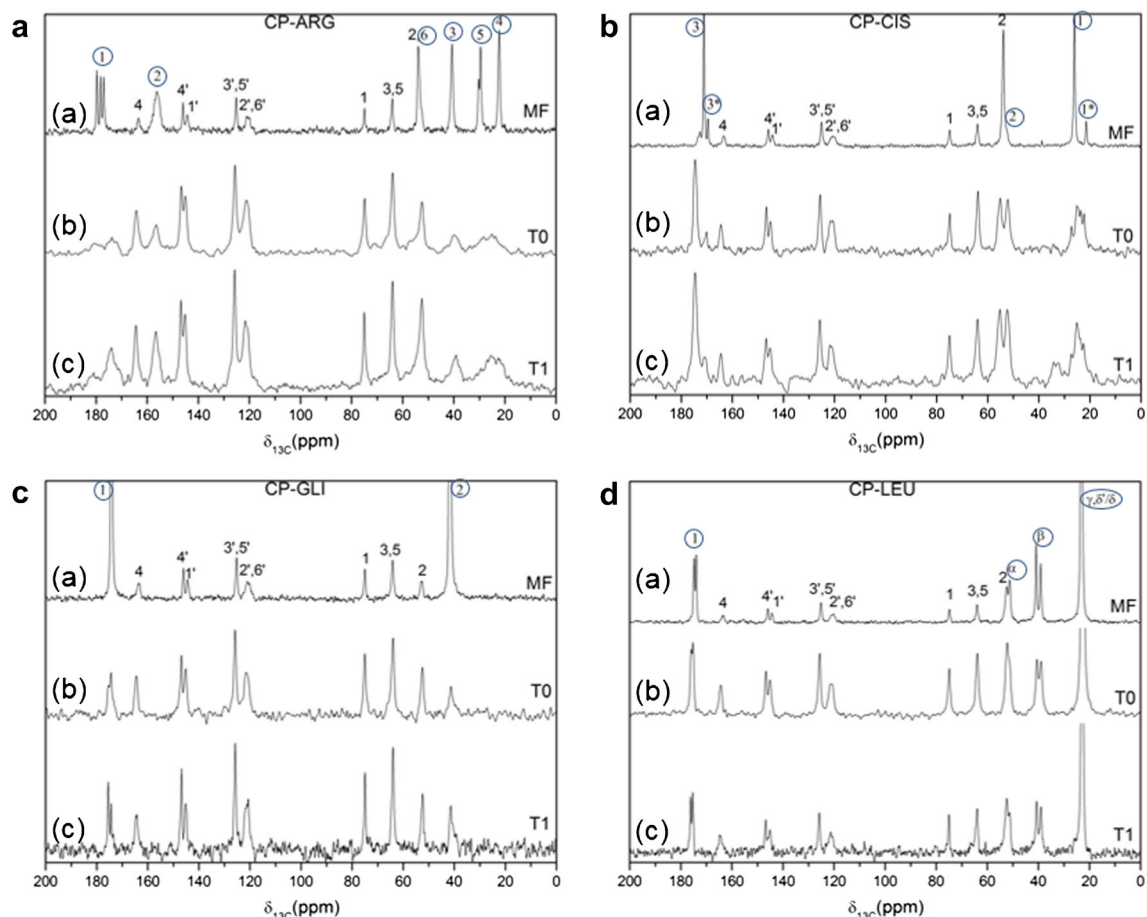 a
CP-ARG
1
2
4
4'
1'
3',5'
2',6'
1
3,5
2
6
3
5
4
(a)
MF
(b)
T0
(c)
T1
200 180 160 140 120 100 80 60 40 20 0
δ13C(ppm)
b
CP-CIS
3
3*
4
4'
1'
3',5'
2',6'
1
3,5
2
2
1
1*
(a)
MF
(b)
T0
(c)
T1
200 180 160 140 120 100 80 60 40 20 0
δ13C(ppm)
c
CP-GLI
1
4
4'
1'
3',5'
2',6'
1
3,5
2
2
(a)
MF
(b)
T0
(c)
T1
200 180 160 140 120 100 80 60 40 20 0
δ13C(ppm)
d
CP-LEU
1
4
4'
1'
3',5'
2',6'
1
3,5
2
α
β
γ,δ'/δ
(a)
MF
(b)
T0
(c)
T1
200 180 160 140 120 100 80 60 40 20 0
δ13C(ppm)